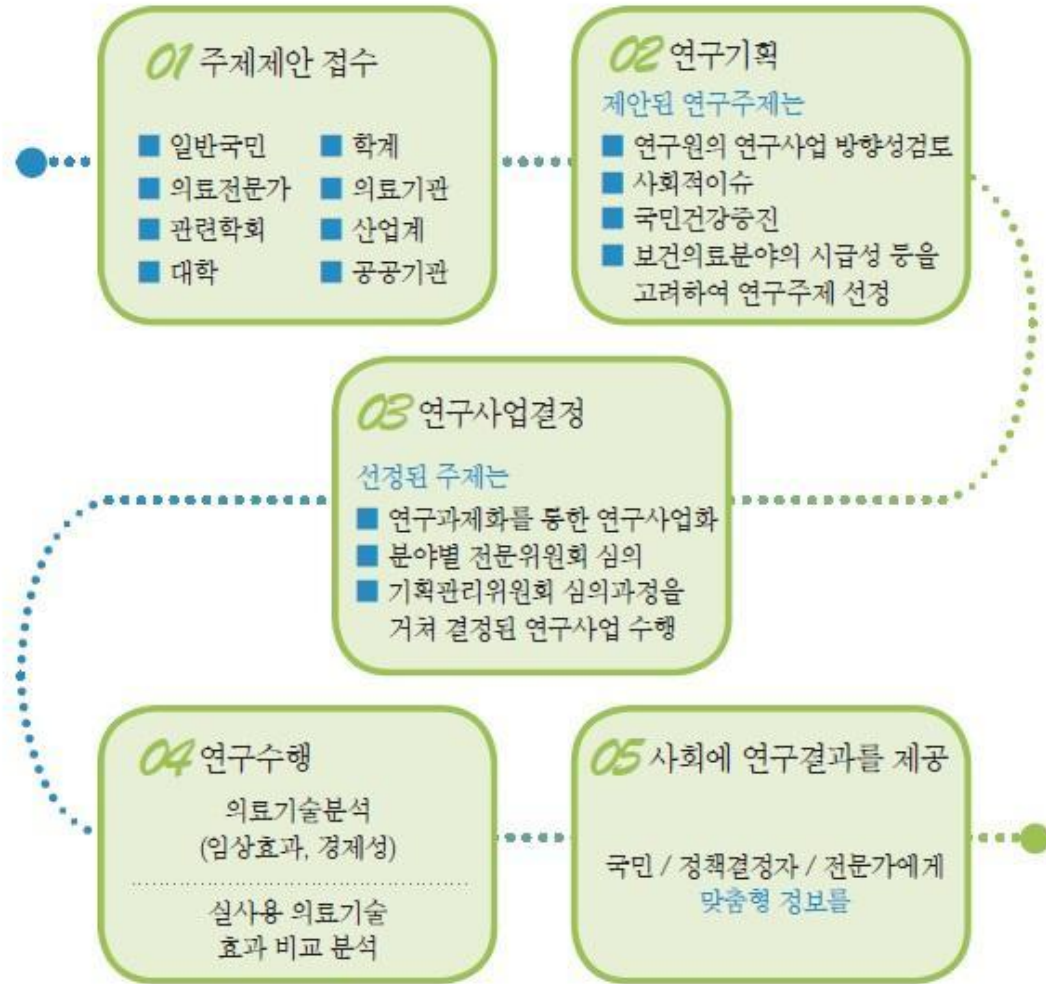 01 주제제안 접수
일반국민
학계
의료전문가
의료기관
관련학회
산업계
대학
공공기관
02 연구기획
제안된 연구주제는
연구원의 연구사업 방향성검토
사회적이슈
국민건강증진
보건의료분야의 시급성 등을
고려하여 연구주제 선정
03 연구사업결정
선정된 주제는
연구과제화를 통한 연구사업화
분야별 전문위원회 심의
기획관리위원회 심의과정을
거쳐 결정된 연구사업 수행
04 연구수행
의료기술분석
(임상효과, 경제성)
실사용 의료기술
효과 비교 분석
05 사회에 연구결과를 제공
국민 / 정책결정자 / 전문가에게
맞춤형 정보를